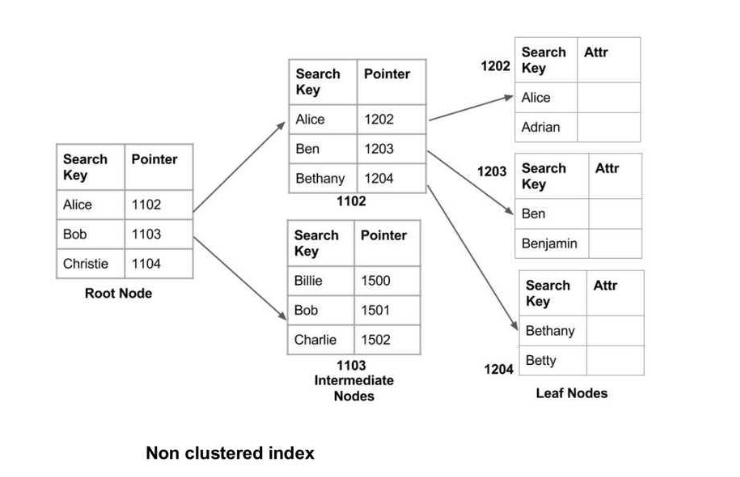 Search Key Pointer
Alice 1102
Bob 1103
Christie 1104
Root Node
Search Key Pointer
Alice 1202
Ben 1203
Bethany 1204
1102
Search Key Pointer
Billie 1500
Bob 1501
Charlie 1502
1103
Intermediate
Nodes
1202
Search Key Attr
Alice
Adrian
1203
Search Key Attr
Ben
Benjamin
Search Key Attr
Bethany
Betty
1204
Leaf Nodes
Non clustered index